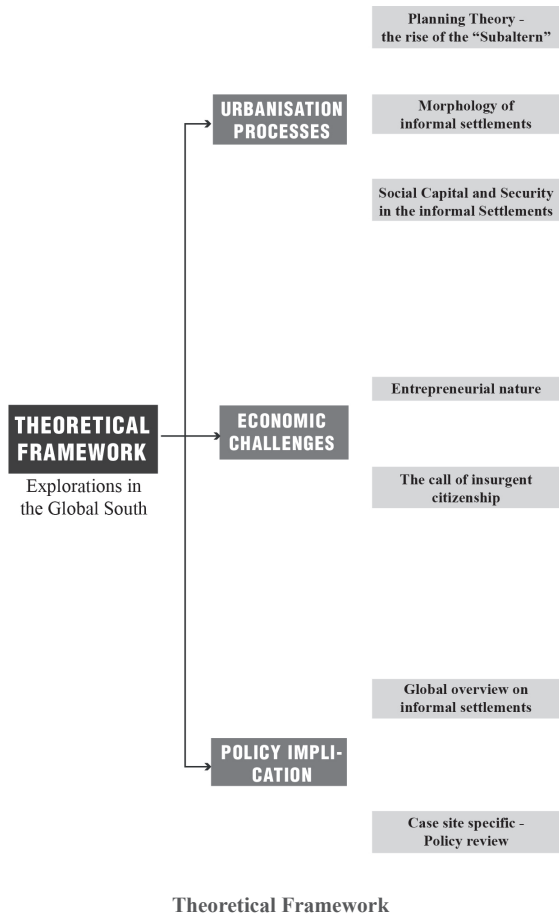 Planning Theory -
the rise of the “Subaltern”
URBANISATION
PROCESSES
Morphology of
informal settlements
Social Capital and Security
in the informal Settlements
THEORETICAL
FRAMEWORK
Explorations in
the Global South
ECONOMIC
CHALLENGES
Entrepreneurial nature
The call of insurgent
citizenship
Global overview on
informal settlements
POLICY IMPLI-
CATION
Case site specific -
Policy review
Theoretical Framework